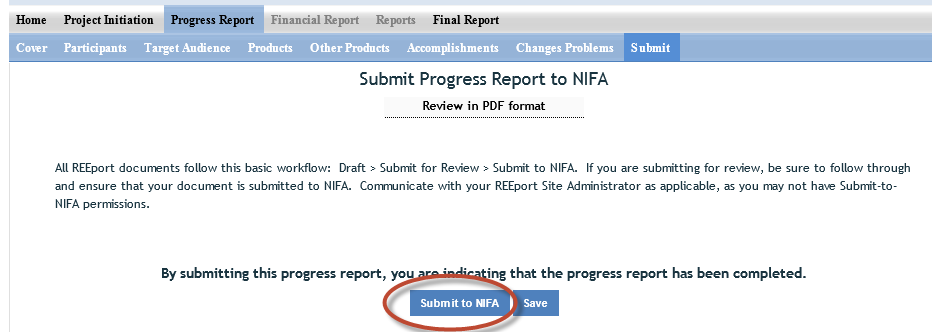 Home Project Initiation Progress Report Financial Report Reports Final Report
Cover Participants Target Audience Products Other Products Accomplishments Changes Problems Submit
Submit Progress Report to NIFA
Review in PDF format
All REEport documents follow this basic workflow: Draft > Submit for Review > Submit to NIFA. If you are submitting for review, be sure to follow through
and ensure that your document is submitted to NIFA. Communicate with your REEport Site Administrator as applicable, as you may not have Submit-to-
NIFA permissions.
By submitting this progress report, you are indicating that the progress report has been completed.
Submit to NIFA Save